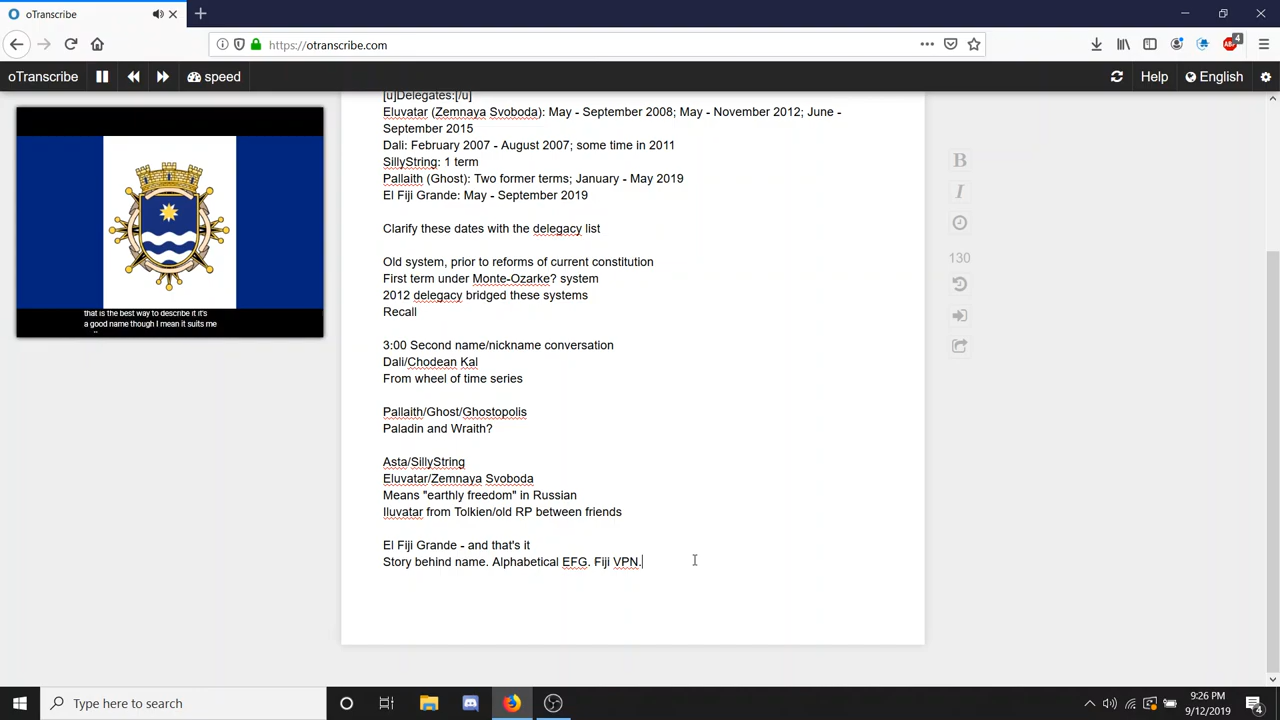 oTranscribe
https://otranscribe.com
4
oTranscribe
speed
Help
English
that is the best way to describe it it's
a good name though I mean it suits me
[u]Delegates:[/u]
Eluvatar (Zemnaya Svoboda): May - September 2008; May - November 2012; June -
September 2015
Dali: February 2007 - August 2007; some time in 2011
SillyString: 1 term
Pallaith (Ghost): Two former terms; January - May 2019
El Fiji Grande: May - September 2019
Clarify these dates with the delegacy list
Old system, prior to reforms of current constitution
First term under Monte-Ozarke? system
2012 delegacy bridged these systems
Recall
3:00 Second name/nickname conversation
Dali/Chodean Kal
From wheel of time series
Pallaith/Ghost/Ghostopolis
Paladin and Wraith?
Asta/SillyString
Eluvatar/Zemnaya Svoboda
Means "earthly freedom" in Russian
Iluvatar from Tolkien/old RP between friends
El Fiji Grande - and that's it
Story behind name. Alphabetical EFG. Fiji VPN.
B
I
130
Type here to search
9:26 PM
9/12/2019
4